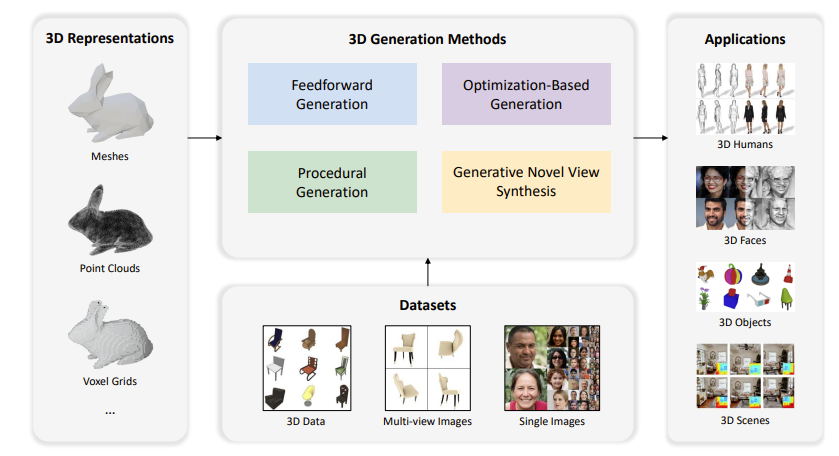 3D Representations
Meshes
Point Clouds
Voxel Grids
...
3D Generation Methods
Feedforward
Generation
Optimization-Based
Generation
Procedural
Generation
Generative Novel View
Synthesis
Datasets
3D Data
Multi-view Images
Single Images
Applications
3D Humans
3D Faces
3D Objects
3D Scenes